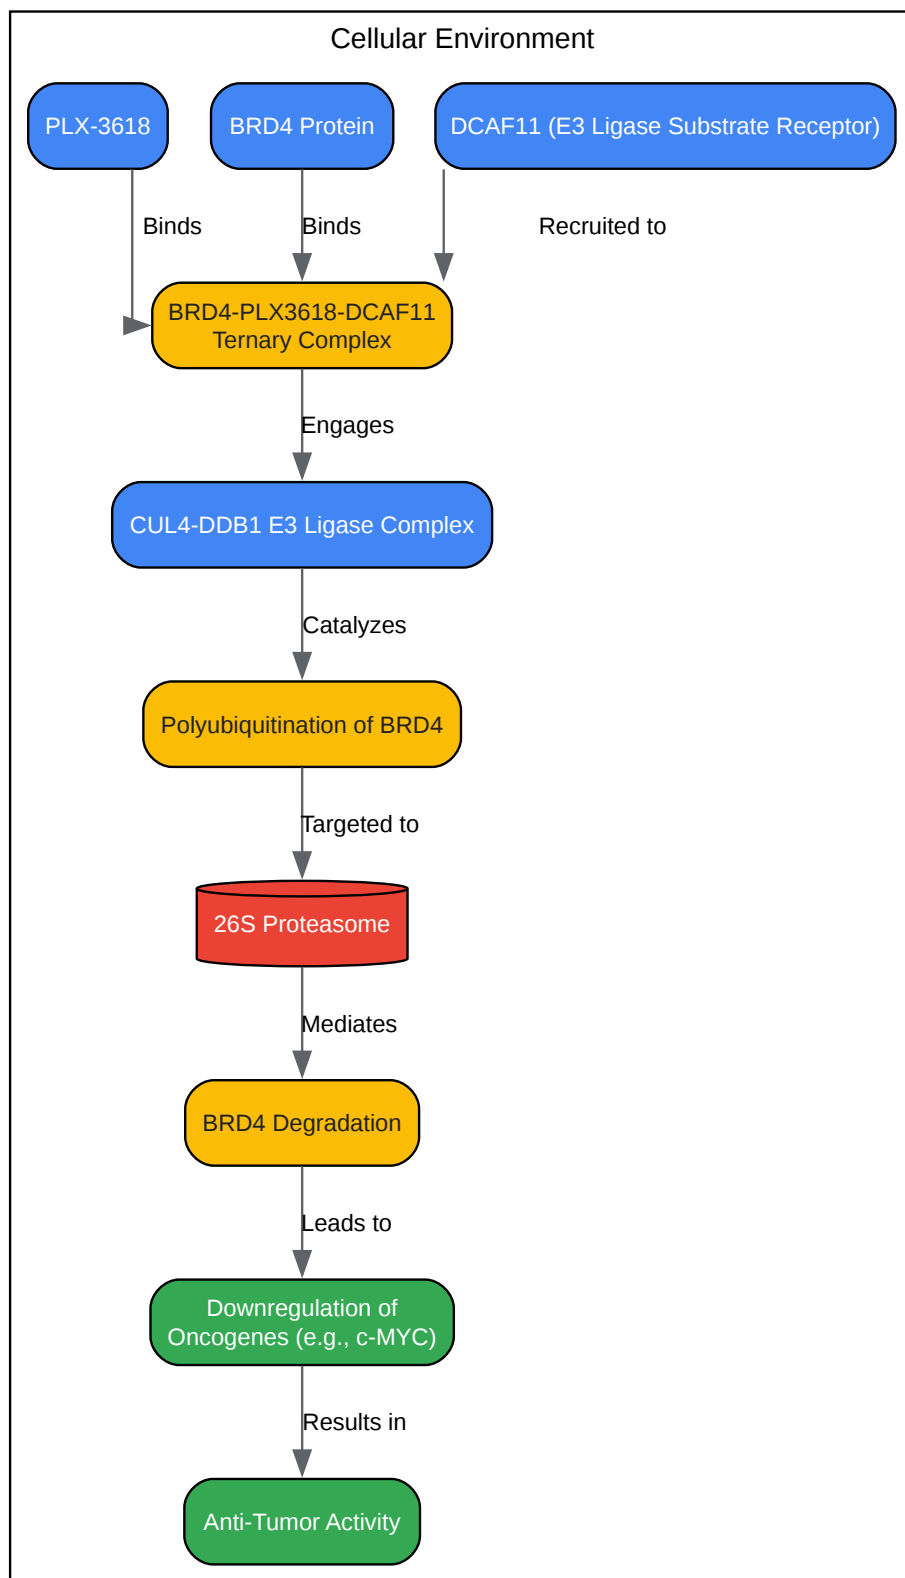 Cellular Environment
PLX-3618
BRD4 Protein
DCAF11 (E3 Ligase Substrate Receptor)
Binds
Binds
Recruited to
BRD4-PLX3618-DCAF11
Ternary Complex
Engages
CUL4-DDB1 E3 Ligase Complex
Catalyzes
Polyubiquitination of BRD4
Targeted to
26S Proteasome
Mediates
BRD4 Degradation
Leads to
Downregulation of
Oncogenes (e.g., c-MYC)
Results in
Anti-Tumor Activity